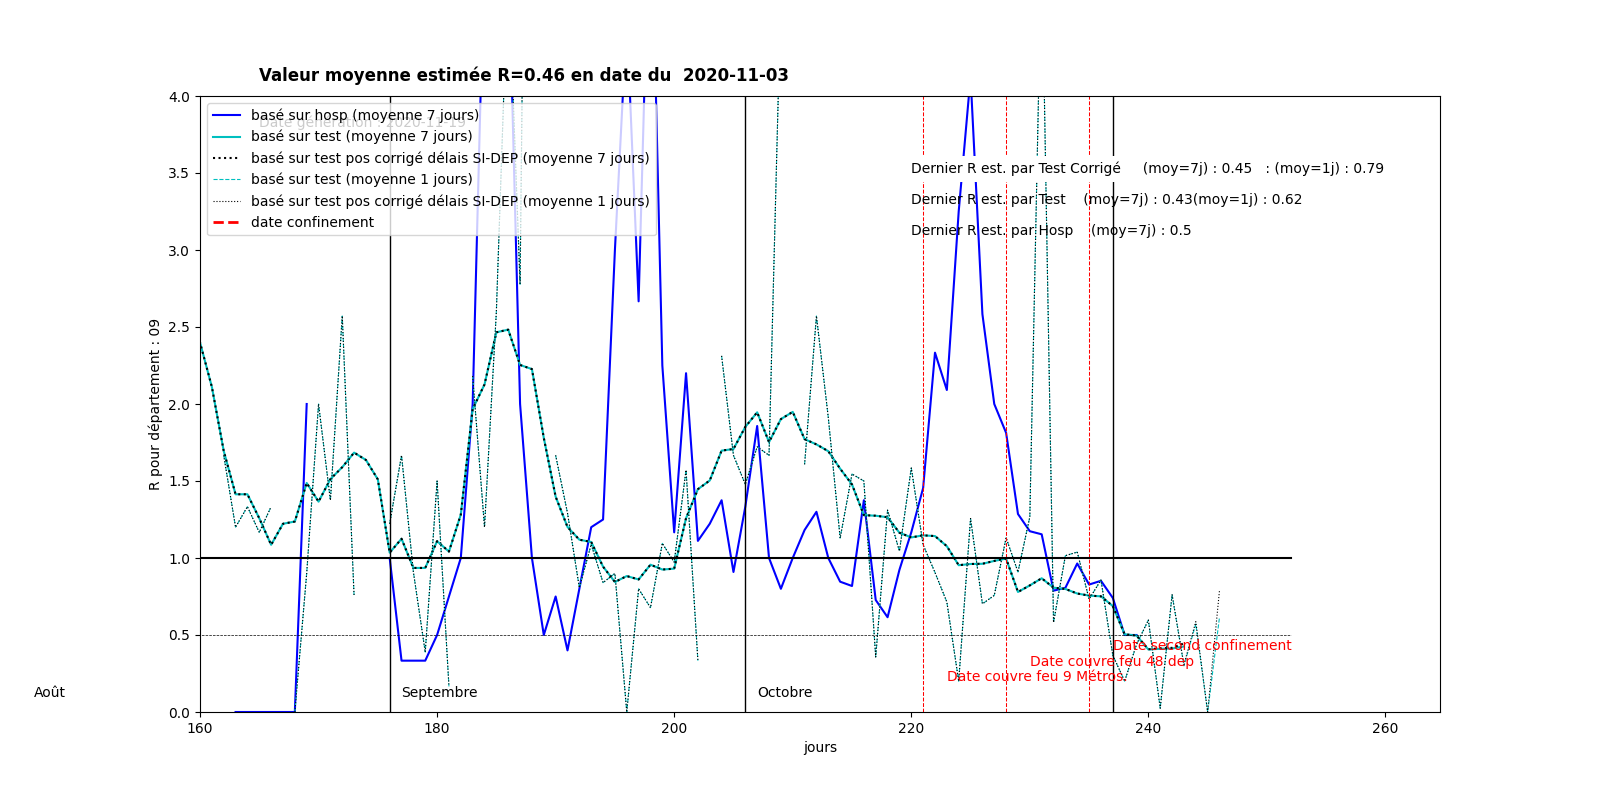 Valeur moyenne estimée R=0.46 en date du  2020-11-03
Date génération : 2020-11-19
basé sur hosp (moyenne 7 jours)
basé sur test (moyenne 7 jours)
basé sur test pos corrigé délais SI-DEP (moyenne 7 jours)
basé sur test (moyenne 1 jours)
basé sur test pos corrigé délais SI-DEP (moyenne 1 jours)
date confinement
Dernier R est. par Test Corrigé (moy=7j) : 0.45 : (moy=1j) : 0.79
Dernier R est. par Test (moy=7j) : 0.43(moy=1j) : 0.62
Dernier R est. par Hosp (moy=7j) : 0.5
4.0
3.5
3.0
2.5
2.0
1.5
1.0
0.5
0.0
R pour département : 09
Date second confinement
Date couvre feu 48 dep
Date couvre feu 9 Métros.
Août
Septembre
Octobre
160
180
200
220
240
260
jours